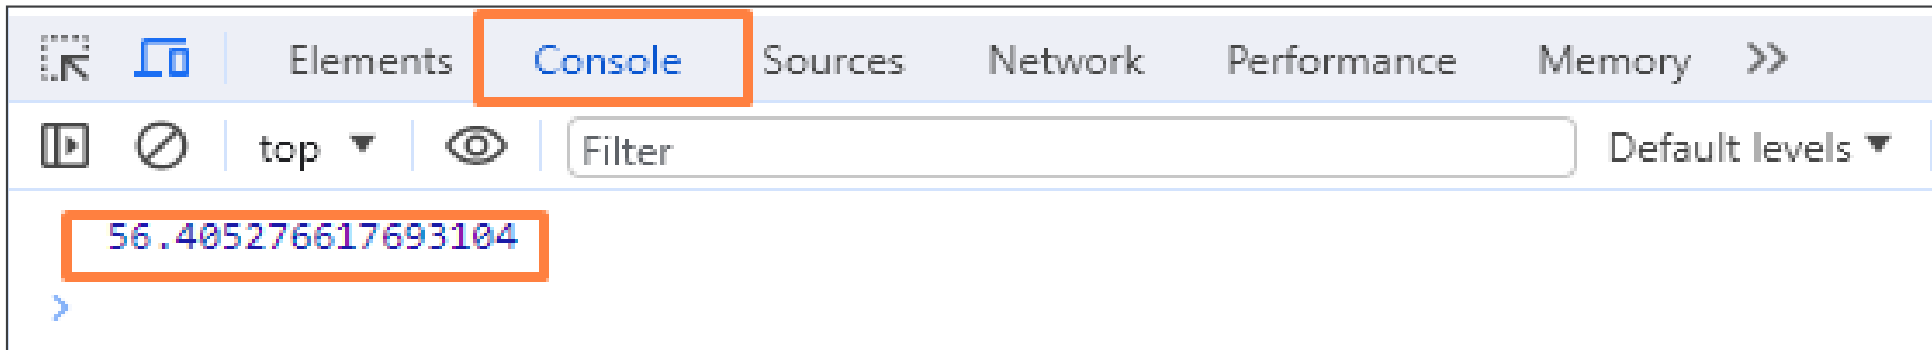 Elements Console Sources Network Performance Memory
top Filter Default levels
56.405276617693104